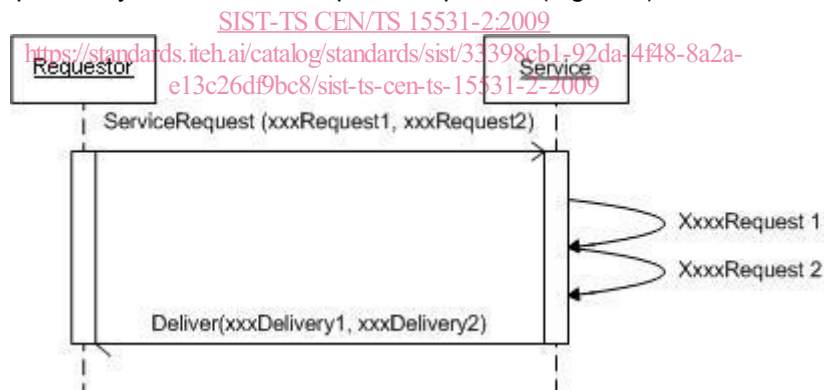 SIST-TS CEN/TS 15531-2:2009
https://standards.iteh.ai/catalog/standards/sist/33398cb1-92da-4f48-8a2a-
e13c26df9bc8/sist-ts-cen-ts-15531-2-2009
Requestor
Service
ServiceRequest (xxxRequest1, xxxRequest2)
XxxxRequest 1
XxxxRequest 2
Deliver(xxxDelivery1, xxxDelivery2)